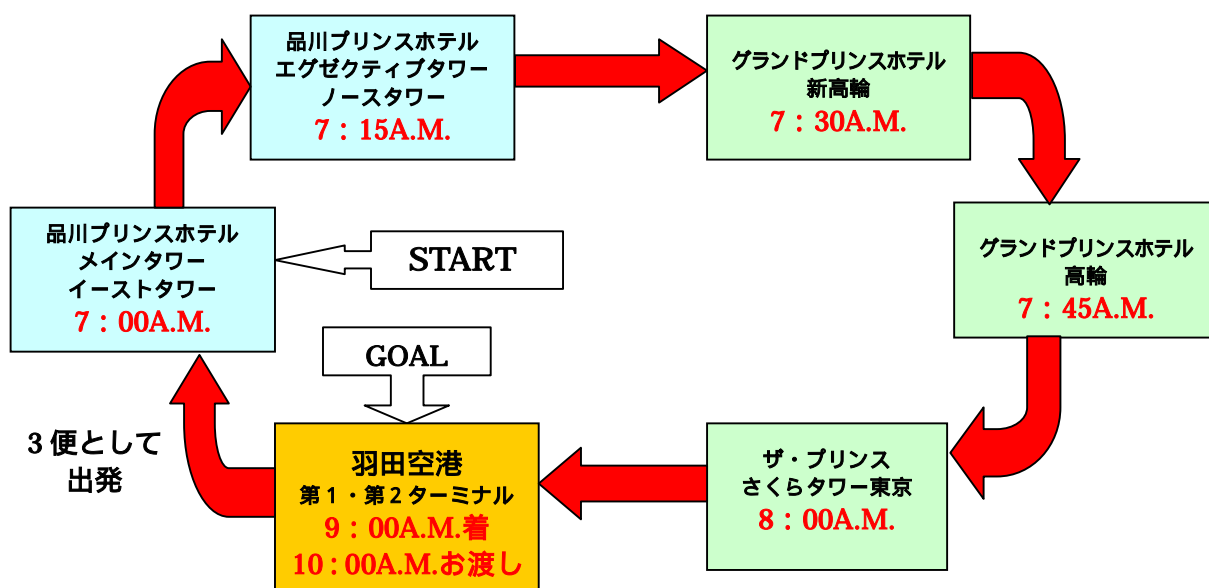 品川プリンスホテル
エグゼクティブタワー
ノースタワー
7：15A.M.
グランドプリンスホテル
新高輪
7：30A.M.
品川プリンスホテル
メインタワー
イーストタワー
7：00A.M.
START
グランドプリンスホテル
高輪
7：45A.M.
GOAL
3便として
出発
羽田空港
第1・第2ターミナル
9：00A.M.着
10：00A.M.お渡し
ザ・プリンス
さくらタワー東京
8：00A.M.